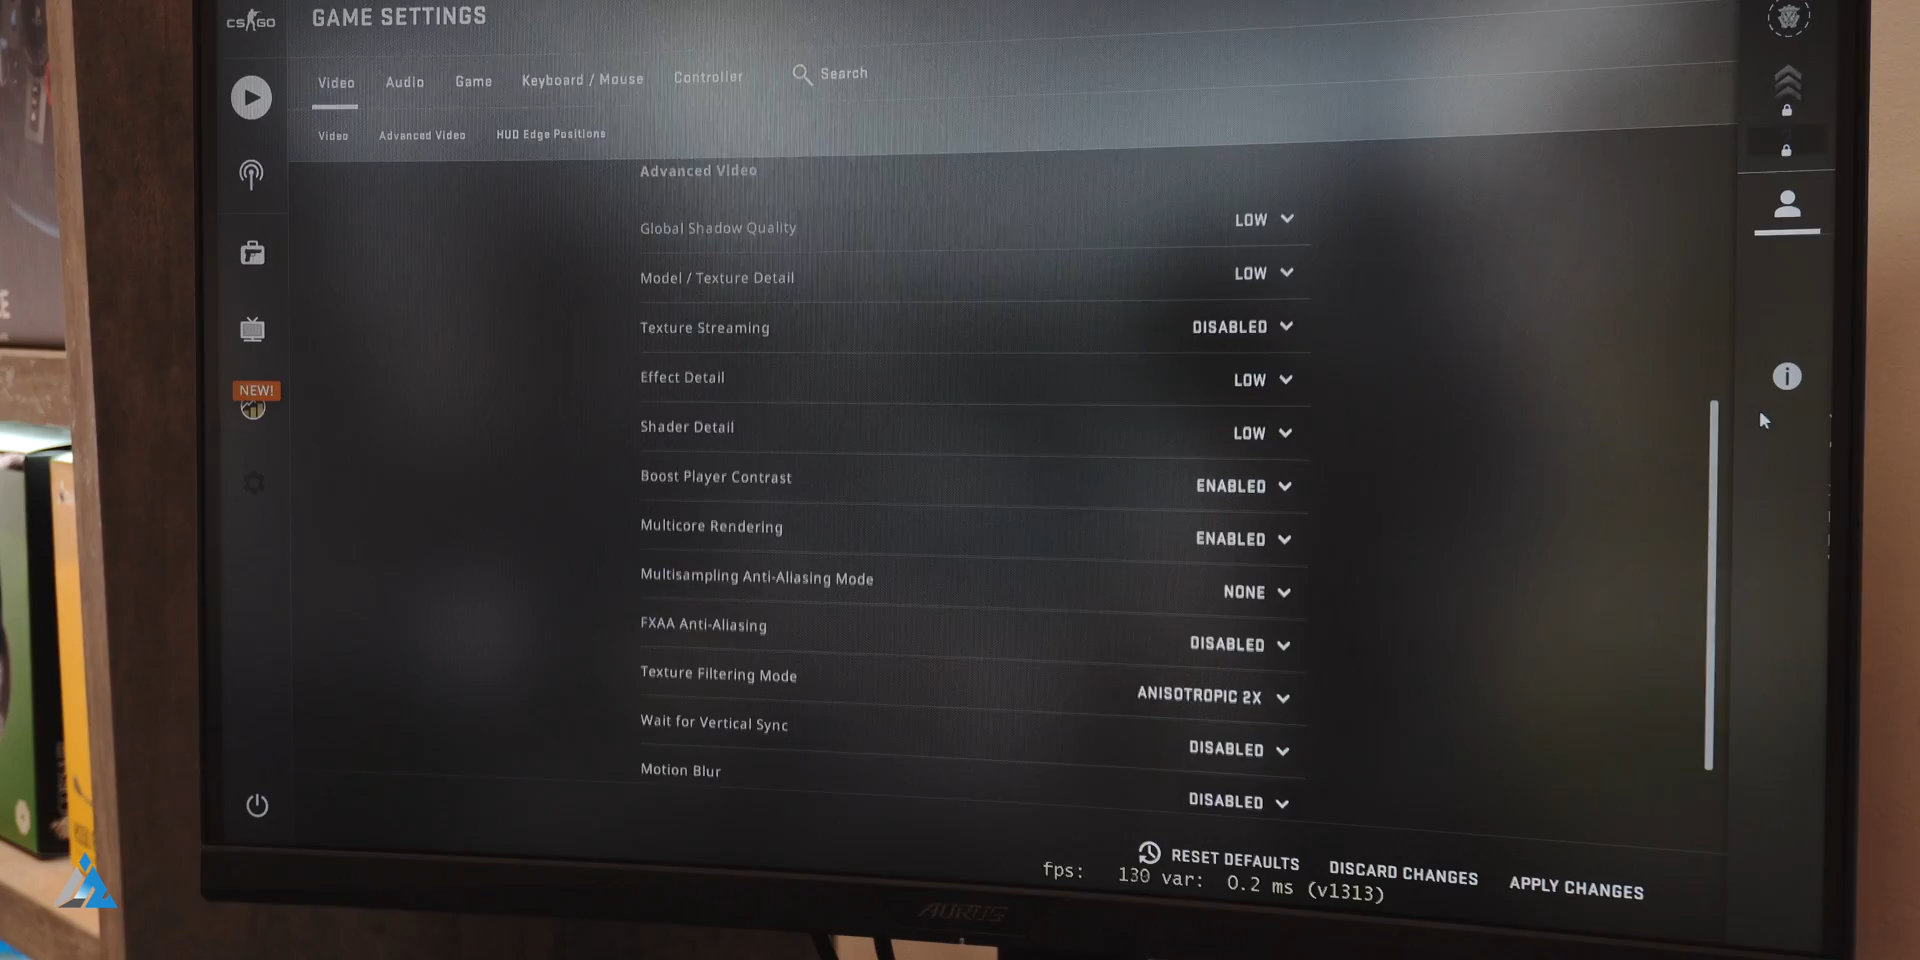 CS GO
GAME SETTINGS
Video Audio Game Keyboard / Mouse Controller Search
Video Advanced Video HUD Edge Positions
Advanced Video
Global Shadow Quality LOW
Model / Texture Detail LOW
Texture Streaming DISABLED
Effect Detail LOW
Shader Detail LOW
Boost Player Contrast ENABLED
Multicore Rendering ENABLED
Multisampling Anti-Aliasing Mode NONE
FXAA Anti-Aliasing DISABLED
Texture Filtering Mode ANISOTROPIC 2X
Wait for Vertical Sync DISABLED
Motion Blur DISABLED
NEW!
RESET DEFAULTS DISCARD CHANGES APPLY CHANGES
fps: 130 var: 0.2 ms (v1313)
AORUS